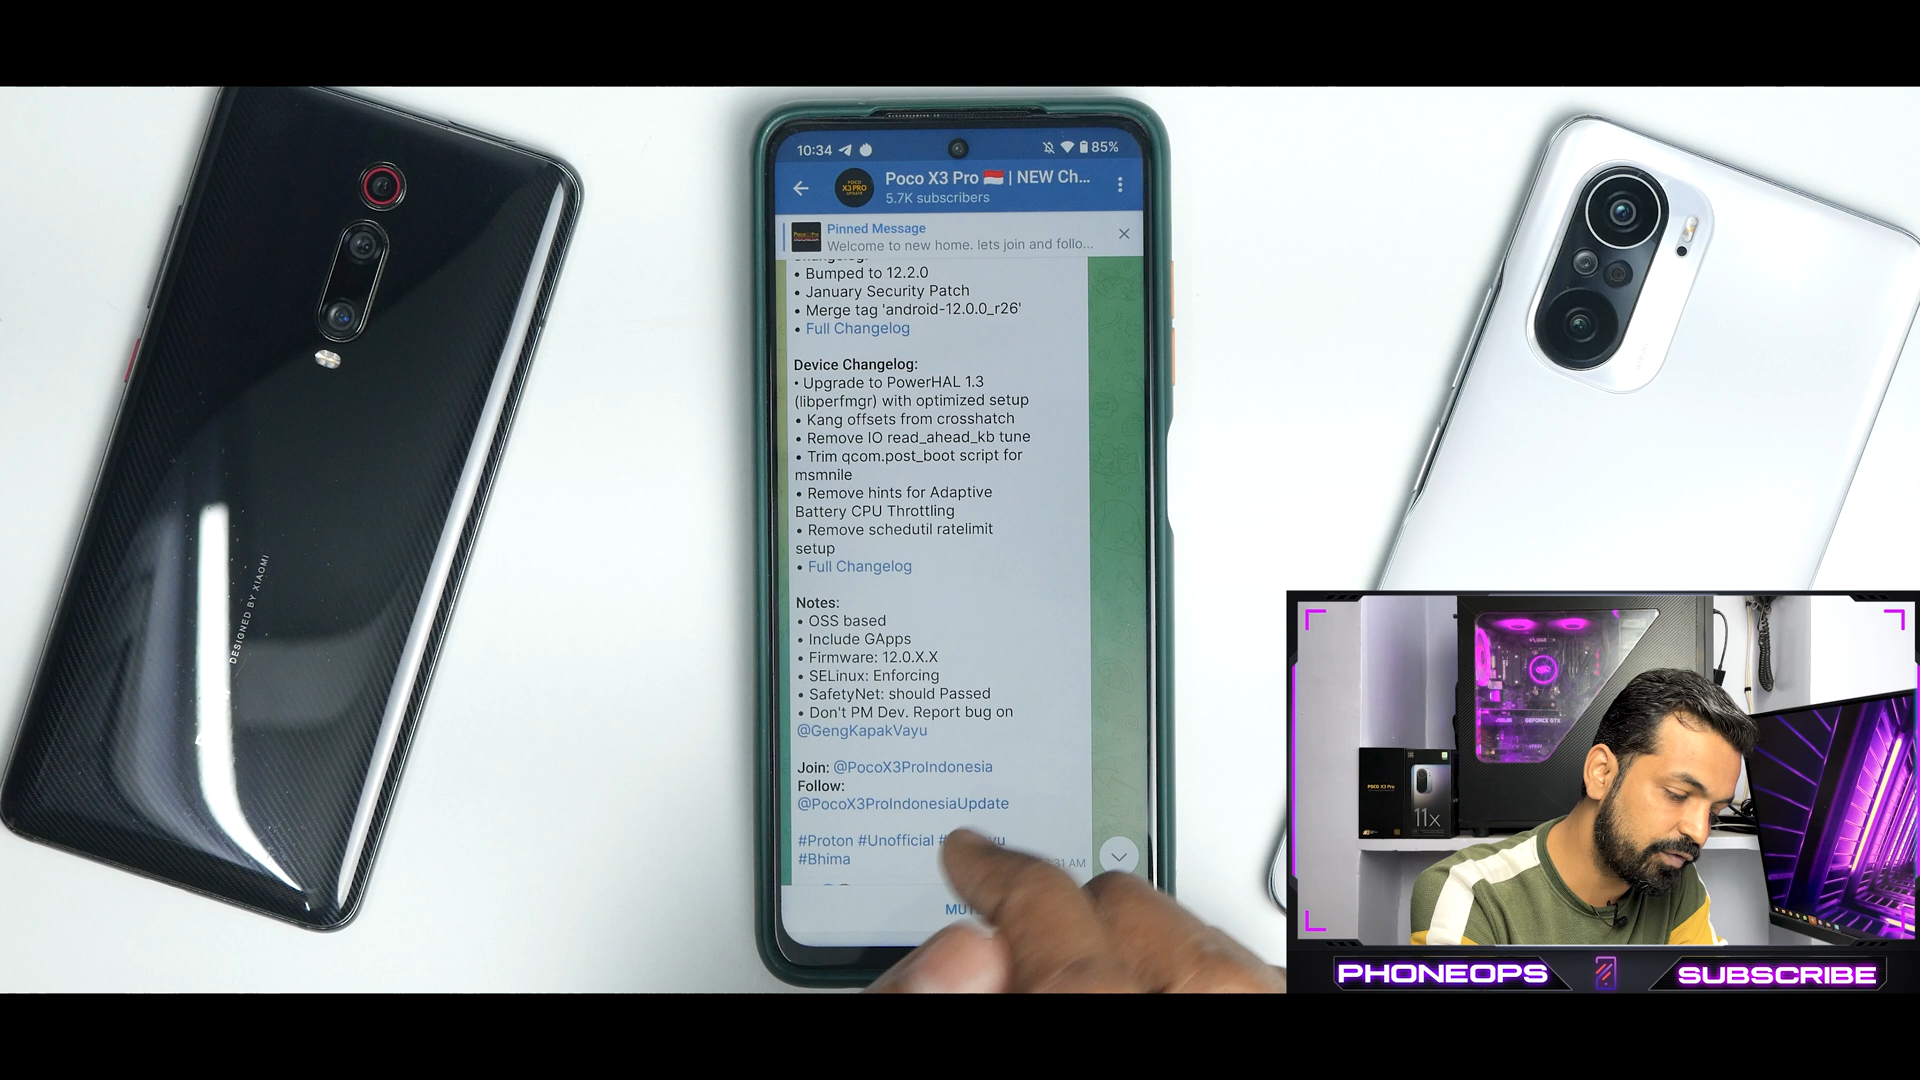 10:34
85%
Poco X3 Pro 🇮🇩 | NEW Ch...
5.7K subscribers
Pinned Message
Welcome to new home. lets join and follo...
• Bumped to 12.2.0
• January Security Patch
• Merge tag 'android-12.0.0_r26'
• Full Changelog
Device Changelog:
• Upgrade to PowerHAL 1.3
(libperfmgr) with optimized setup
• Kang offsets from crosshatch
• Remove IO read_ahead_kb tune
• Trim qcom.post_boot script for
msmnile
• Remove hints for Adaptive
Battery CPU Throttling
• Remove schedutil ratelimit
setup
• Full Changelog
Notes:
• OSS based
• Include GApps
• Firmware: 12.0.X.X
• SELinux: Enforcing
• SafetyNet: should Passed
• Don't PM Dev. Report bug on
@GengKapakVayu
Join: @PocoX3ProIndonesia
Follow:
@PocoX3ProIndonesiaUpdate
#Proton #Unofficial
#Bhima
DESIGNED BY XIAOMI
POCO X3 Pro
11X
GEFORCE GTX
PHONEOPS
SUBSCRIBE